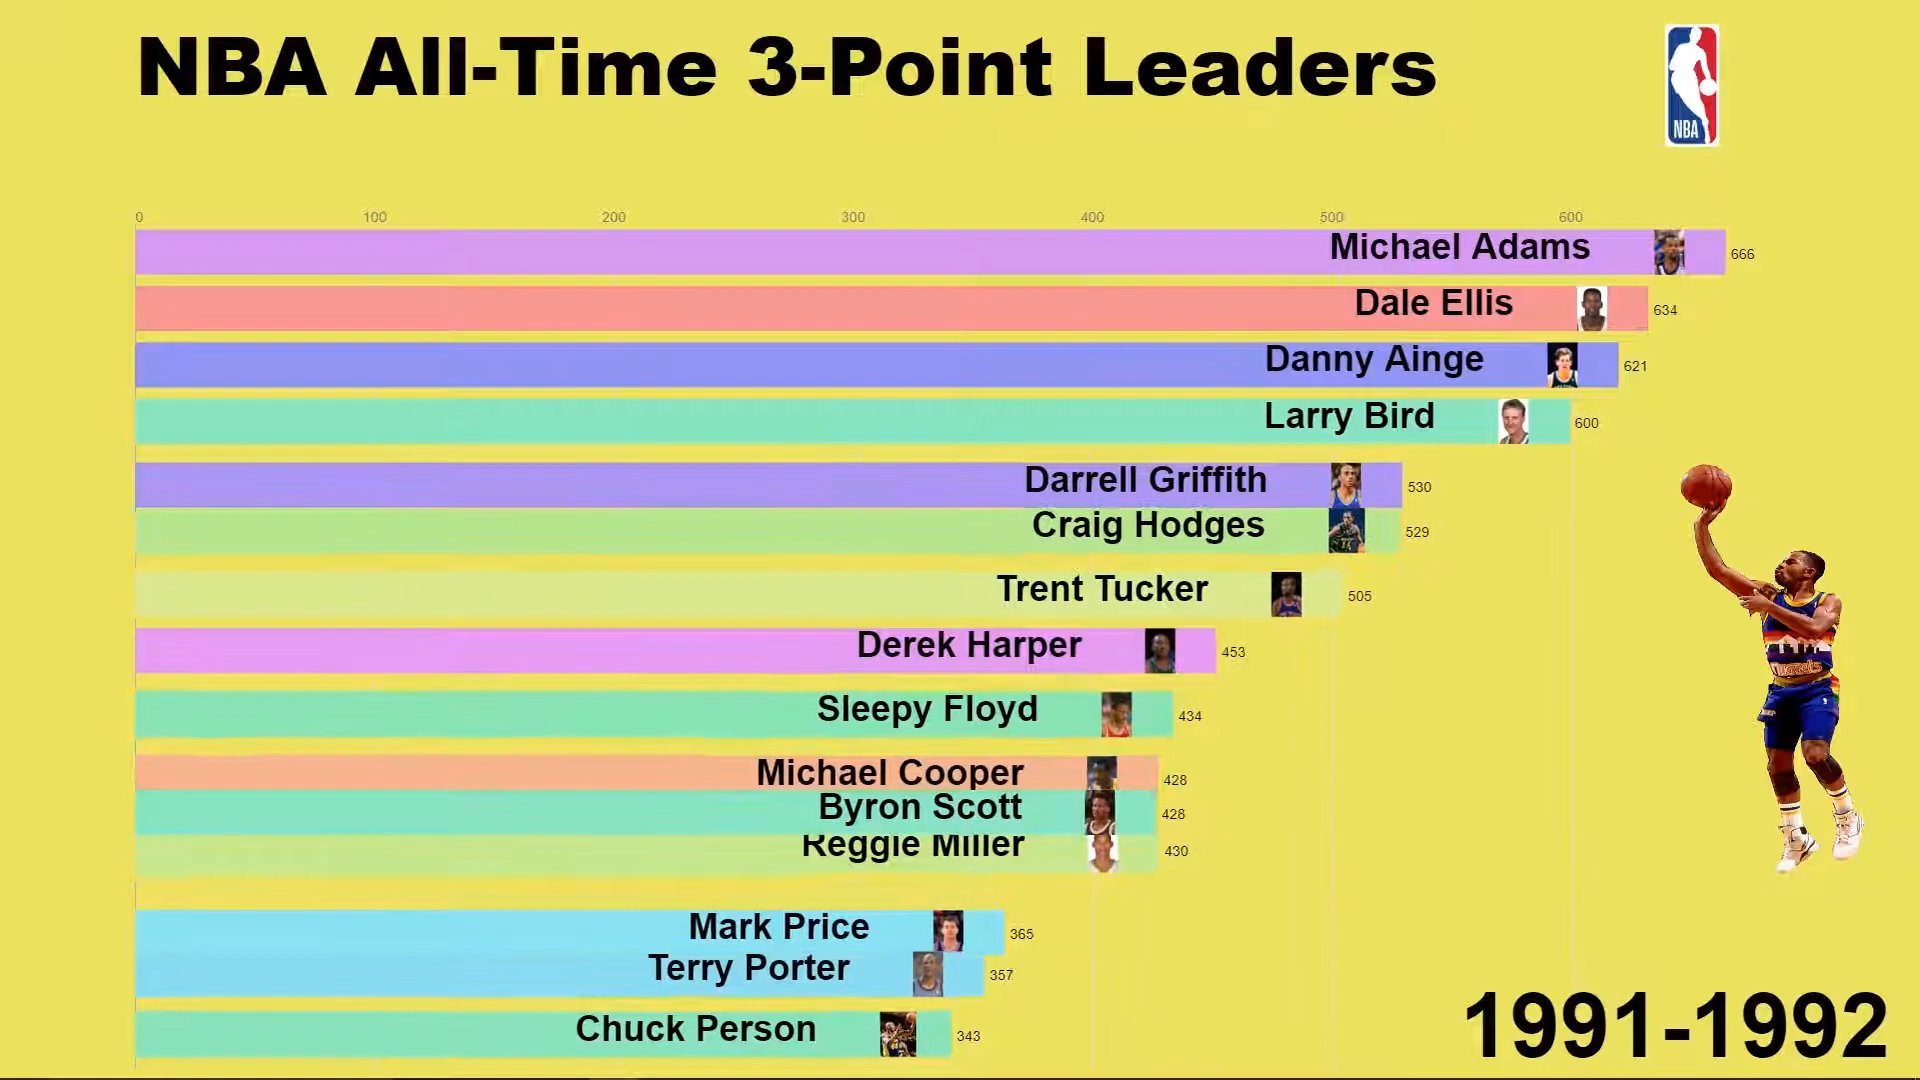 NBA All-Time 3-Point Leaders
NBA
0 100 200 300 400 500 600
Michael Adams 666
Dale Ellis 634
Danny Ainge 621
Larry Bird 600
Darrell Griffith 530
Craig Hodges 529
Trent Tucker 505
Derek Harper 453
Sleepy Floyd 434
Michael Cooper 428
Byron Scott 428
Reggie Miller 430
Mark Price 365
Terry Porter 357
Chuck Person 343
Nuggets
1991-1992